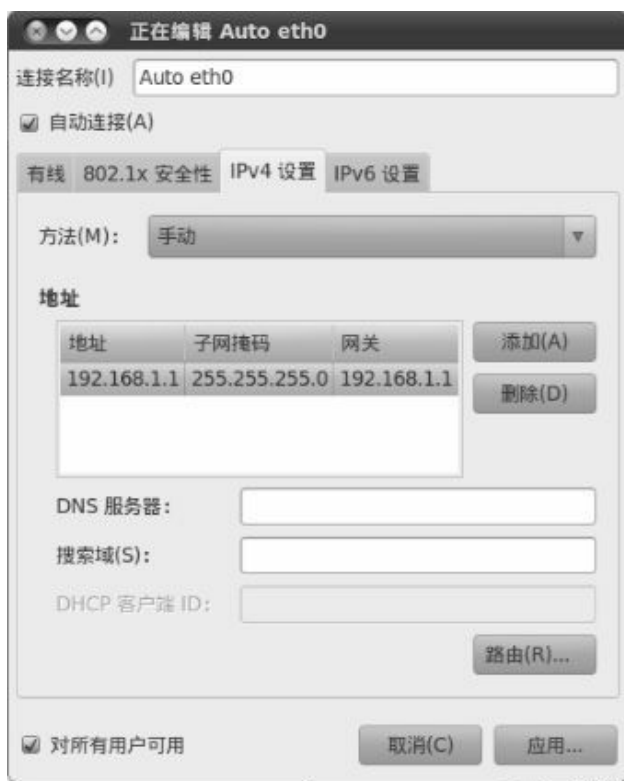 正在编辑 Auto eth0
连接名称(I) Auto eth0
自动连接(A)
有线 802.1x 安全性 IPv4 设置 IPv6 设置
方法(M): 手动
地址
地址 子网掩码 网关 添加(A)
192.168.1.1 255.255.255.0 192.168.1.1
删除(D)
DNS 服务器:
搜索域(S):
DHCP 客户端 ID:
路由(R)...
对所有用户可用 取消(C) 应用...